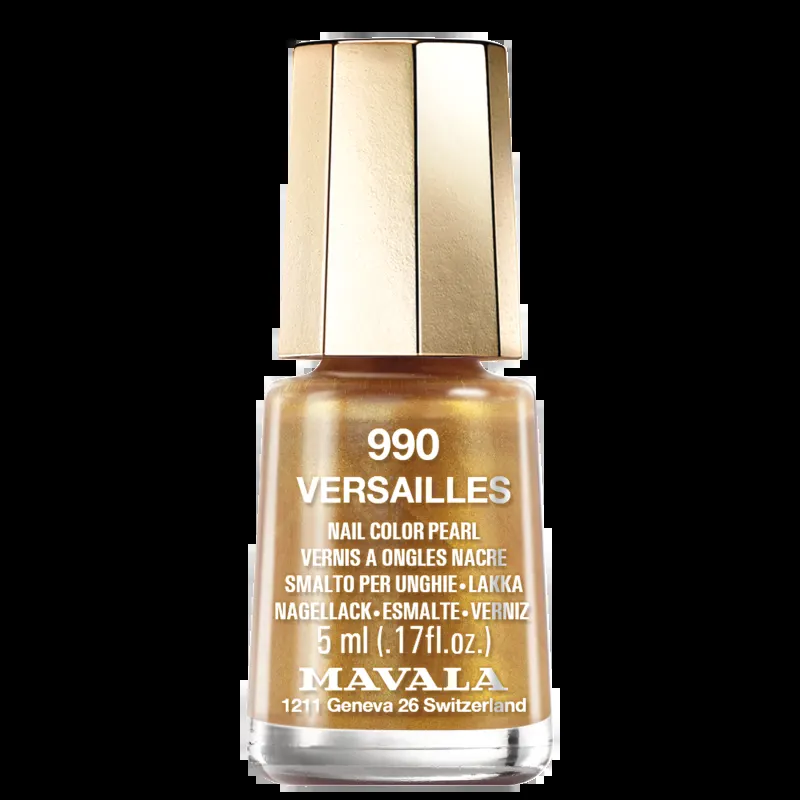 990
VERSAILLES
NAIL COLOR PEARL
VERNIS A ONGLES NACRE
SMALTO PER UNGHIE•LAKKA
NAGELLACK•ESMALTE•VERNIZ
5 ml (.17fl.oz.)
MAVALA
1211 Geneva 26 Switzerland